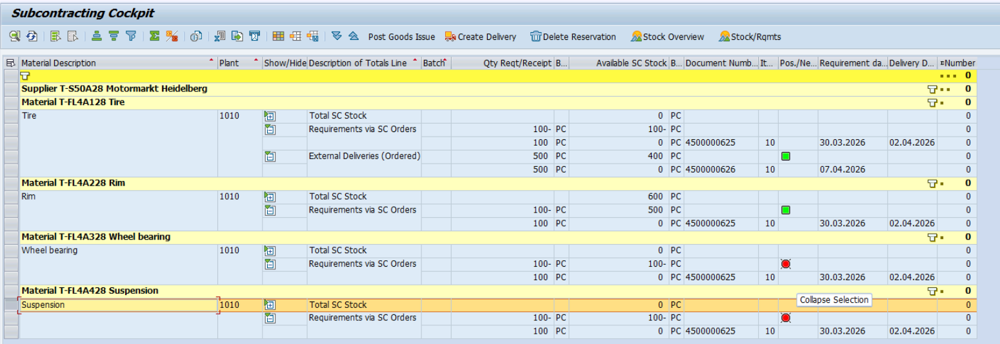 Subcontracting Cockpit
Post Goods Issue Create Delivery Delete Reservation Stock Overview Stock/Rqmts
Material Description Plant Show/Hide Description of Totals Line Batch Qty Reqt/Receipt B... Available SC Stock B... Document Numb... It... Pos./Ne... Requirement da... Delivery D... Number
0
Supplier T-S50A28 Motormarkt Heidelberg 0
Material T-FL4A128 Tire 0
Tire 1010 Total SC Stock 0 PC 0
Requirements via SC Orders 100- PC 100- PC 0
100 PC 0 PC 4500000625 10 30.03.2026 02.04.2026 0
External Deliveries (Ordered) 500 PC 400 PC 0
500 PC 0 PC 4500000626 10 07.04.2026 0
Material T-FL4A228 Rim 0
Rim 1010 Total SC Stock 600 PC 0
Requirements via SC Orders 100- PC 500 PC 0
100 PC 0 PC 4500000625 10 30.03.2026 02.04.2026 0
Material T-FL4A328 Wheel bearing 0
Wheel bearing 1010 Total SC Stock 0 PC 0
Requirements via SC Orders 100- PC 100- PC 0
100 PC 0 PC 4500000625 10 30.03.2026 02.04.2026 0
Material T-FL4A428 Suspension 0
Suspension 1010 Total SC Stock 0 PC 0
Collapse Selection
Requirements via SC Orders 100- PC 100- PC 0
100 PC 0 PC 4500000625 10 30.03.2026 02.04.2026 0